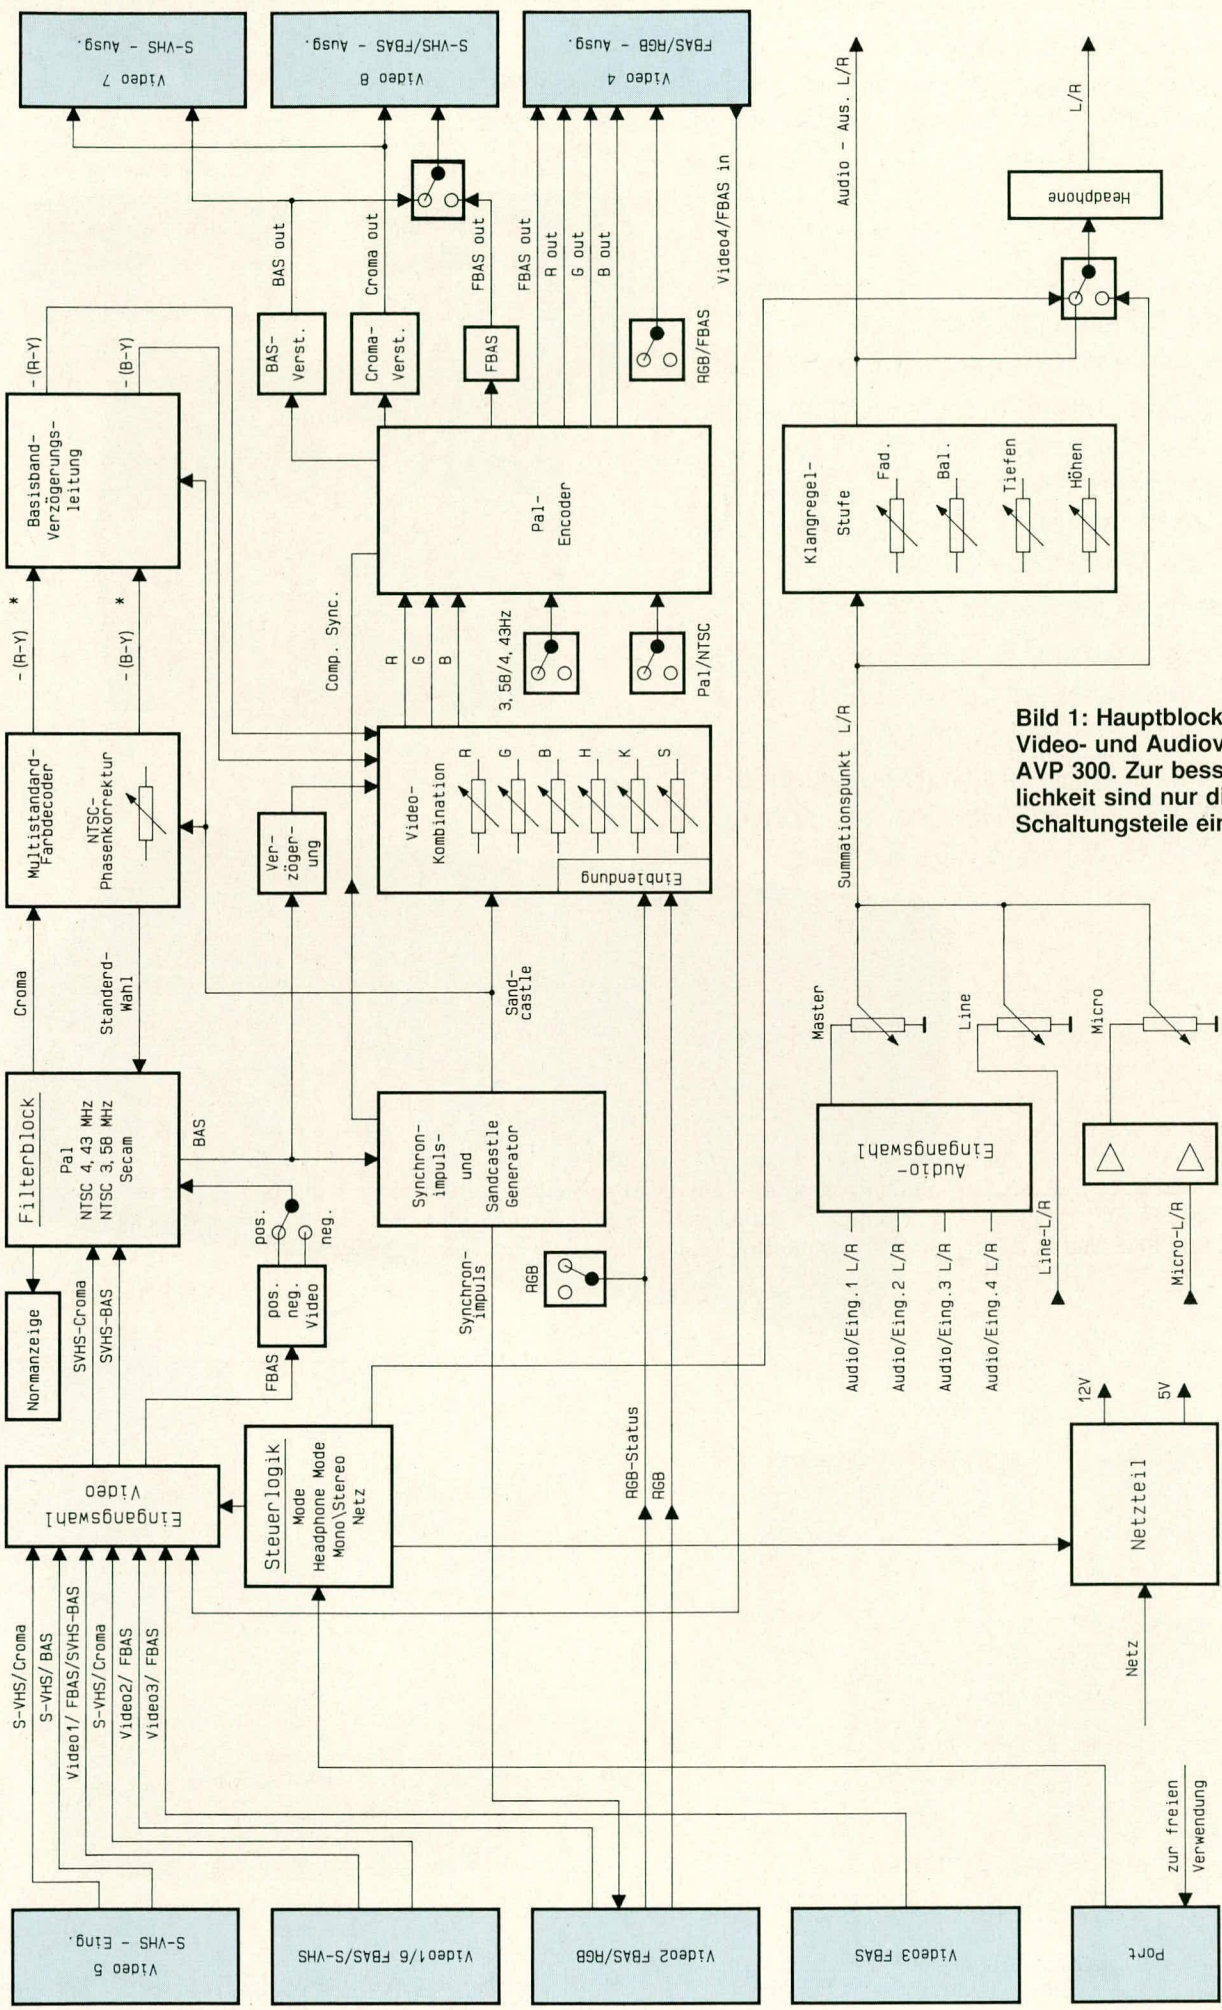 Video 7
S-VHS - Ausg.
Video 8
S-VHS/FBAS - Ausg.
Video 4
FBAS/RGB - Ausg.
Audio - Aus. L/R
L/R
Headphone
BAS out
Croma out
FBAS out
FBAS out
R out
G out
B out
Video4/FBAS in
-(R-Y)
-(B-Y)
BAS-
Verst.
Croma-
Verst.
FBAS
RGB/FBAS
Basisband-
Verzögerungs-
leitung
Pal-
Encoder
Klangregel-
Stufe
Fad.
Bal.
Tiefen
Höhen
-(R-Y) *
-(B-Y) *
Comp. Sync.
R
G
B
3,58/4,43Hz
Pal/NTSC
Multistandard-
Farbdecoder
NTSC-
Phasenkorrektur
Ver-
zöger-
ung
Video-
Kombination
R
G
B
H
K
S
Einblendung
Summationspunkt L/R
Bild 1: Hauptblock
Video- und Audiov
AVP 300. Zur bess
lichkeit sind nur di
Schaltungsteile ein
Croma
Standerd-
Wahl
Sand-
castle
Master
Line
Micro
Filterblock
Pal
NTSC 4,43 MHz
NTSC 3,58 MHz
Secam
BAS
Synchron-
impuls-
und
Sandcastle
Generator
Audio-
Eingangswahl
Normanzeige
SVHS-Croma
SVHS-BAS
pos.
neg.
pos.
neg.
Video
FBAS
Synchron-
impuls
RGB
Audio/Eing.1 L/R
Audio/Eing.2 L/R
Audio/Eing.3 L/R
Audio/Eing.4 L/R
Line-L/R
Micro-L/R
Eingangswahl
Video
Steuerlogik
Mode
Headphone Mode
Mono\Stereo
Netz
RGB-Status
RGB
Netzteil
12V
5V
Netz
S-VHS/Croma
S-VHS/BAS
Video1/ FBAS/SVHS-BAS
S-VHS/Croma
Video2/ FBAS
Video3/ FBAS
zur freien
Verwendung
Video 5
S-VHS - Eing.
Video1/6 FBAS/S-VHS
Video2 FBAS/RGB
Video3 FBAS
Port